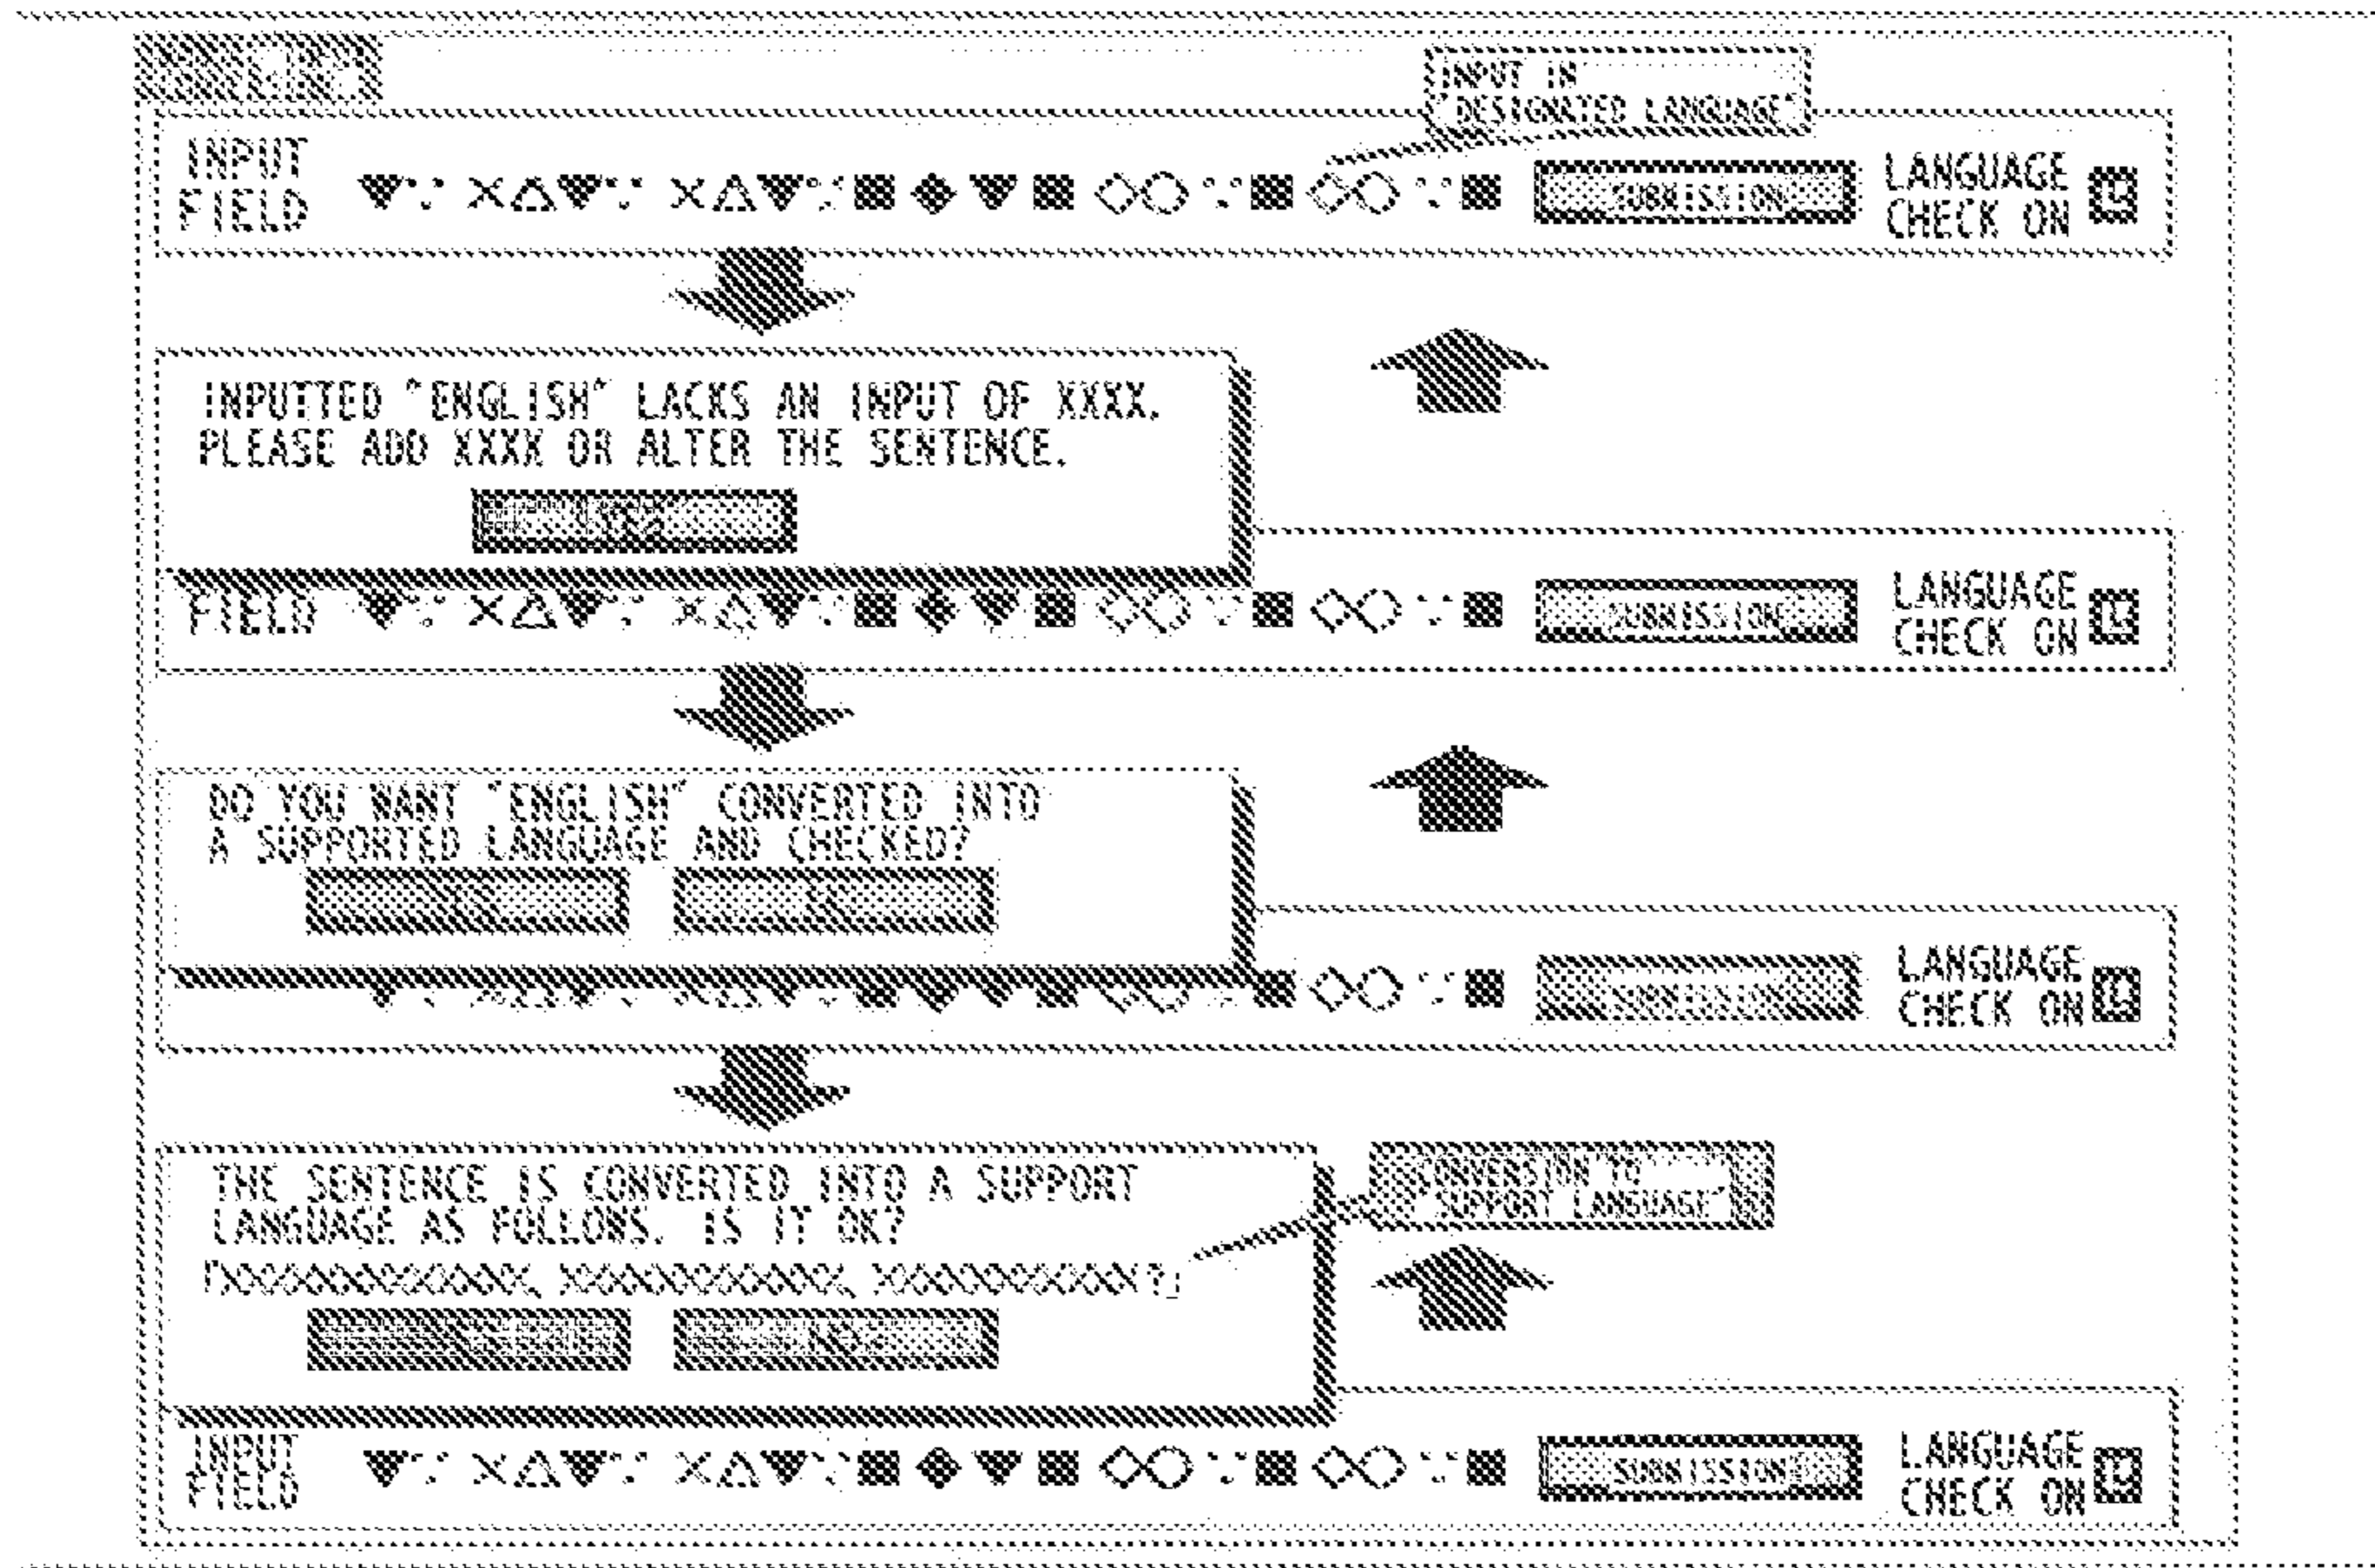 INPUT IN
"DESIGNATED LANGUAGE"
INPUT
FIELD
▼∵ ×△▼∵ ×△▼∵■◆▼■◇○∵■◇○∵■
SUBMISSION
LANGUAGE
CHECK ON
INPUTTED "ENGLISH" LACKS AN INPUT OF XXXX.
PLEASE ADD XXXX OR ALTER THE SENTENCE.
FIELD
▼∵ ×△▼∵ ×△▼∵■◆▼■◇○∵■◇○∵■
SUBMISSION
LANGUAGE
CHECK ON
DO YOU WANT "ENGLISH" CONVERTED INTO
A SUPPORTED LANGUAGE AND CHECKED?
SUBMISSION
LANGUAGE
CHECK ON
THE SENTENCE IS CONVERTED INTO A SUPPORT
LANGUAGE AS FOLLOWS. IS IT OK?
CONVERSION TO
"SUPPORT LANGUAGE"
INPUT
FIELD
▼∵ ×△▼∵ ×△▼∵■◆▼■◇○∵■◇○∵■
SUBMISSION
LANGUAGE
CHECK ON